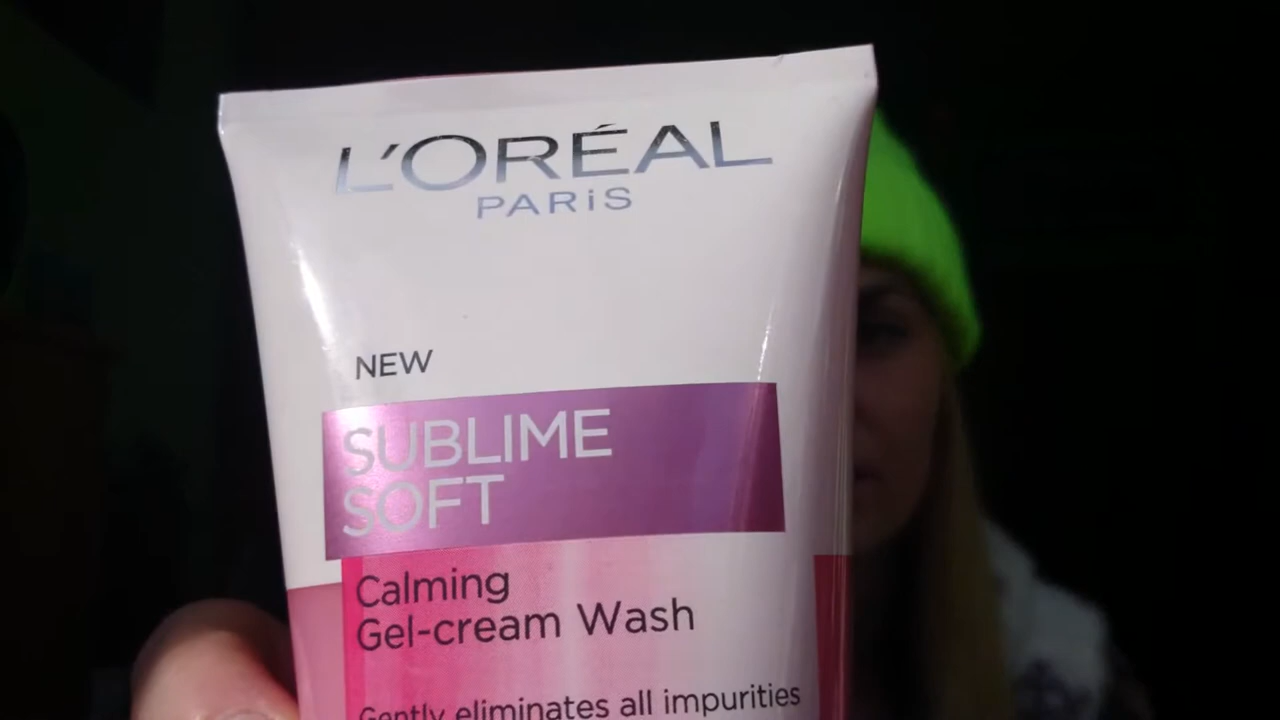 L'ORÉAL
PARiS
NEW
SUBLIME
SOFT
Calming
Gel-cream Wash
Gently eliminates all impurities